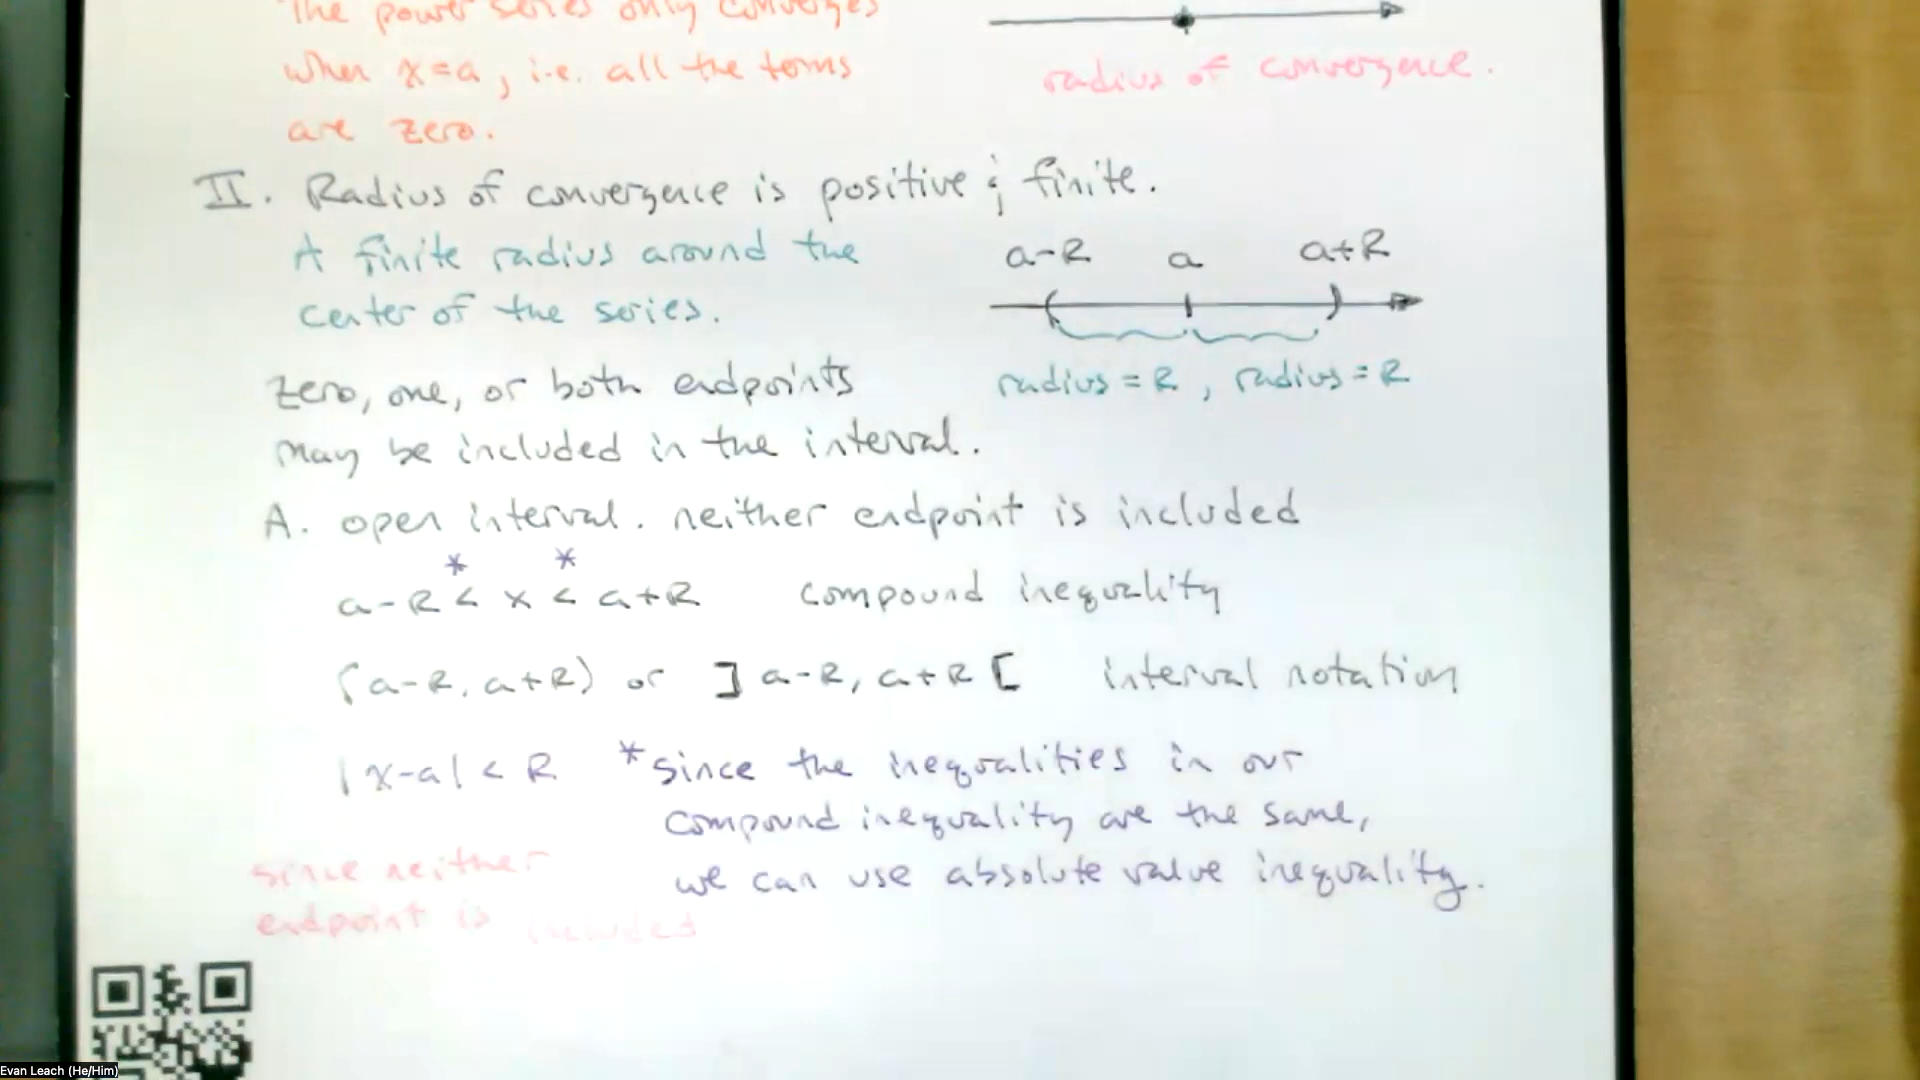 The power series only converges
when x=a, i.e. all the terms
are zero.
radius of convergence.
II. Radius of convergence is positive & finite.
A finite radius around the
center of the series.
a-R a a+R
radius = R, radius = R
Zero, one, or both endpoints
may be included in the interval.
A. open interval. neither endpoint is included
* *
a-R < x < a+R compound inequality
(a-R, a+R) or ]a-R, a+R[ interval notation
|x-a| < R *since the inequalities in our
compound inequality are the same,
we can use absolute value inequality.
since neither
endpoint is included
Evan Leach (He/Him)